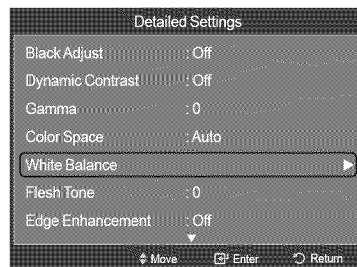 Detailed Settings
Black Adjust : Off
Dynamic Contrast : Off
Gamma : 0
Color Space : Auto
White Balance
Flesh Tone : 0
Edge Enhancement : Off
Move Enter Return